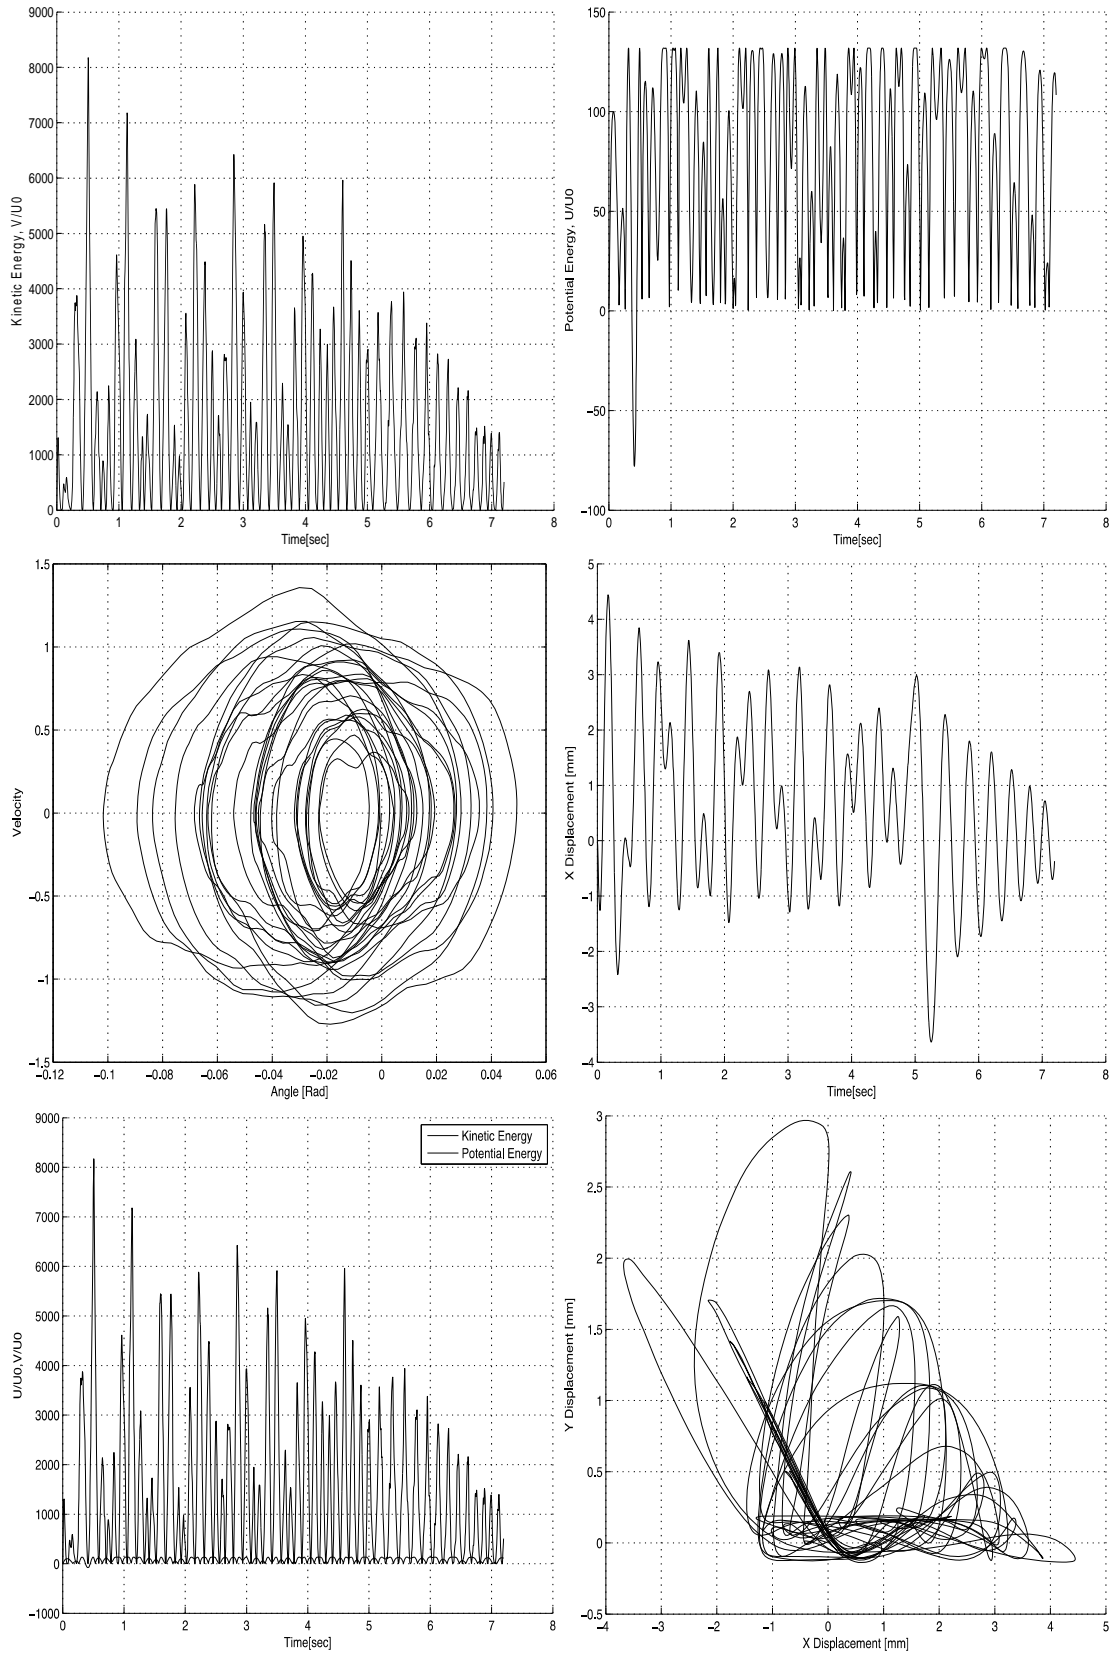 9000
8000
7000
6000
5000
4000
3000
2000
1000
0
Kinetic Energy, V/U0
0 1 2 3 4 5 6 7 8
Time[sec]
150
100
50
0
−50
−100
Potential Energy, U/U0
0 1 2 3 4 5 6 7 8
Time[sec]
1.5
1
0.5
0
−0.5
−1
−1.5
Velocity
−0.12 −0.1 −0.08 −0.06 −0.04 −0.02 0 0.02 0.04 0.06
Angle [Rad]
5
4
3
2
1
0
−1
−2
−3
−4
X Displacement [mm]
0 1 2 3 4 5 6 7 8
Time[sec]
9000
8000
7000
6000
5000
4000
3000
2000
1000
0
−1000
U/Uo,V/Uo
Kinetic Energy
Potential Energy
0 1 2 3 4 5 6 7 8
Time[sec]
3
2.5
2
1.5
1
0.5
0
−0.5
Y Displacement [mm]
−4 −3 −2 −1 0 1 2 3 4 5
X Displacement [mm]